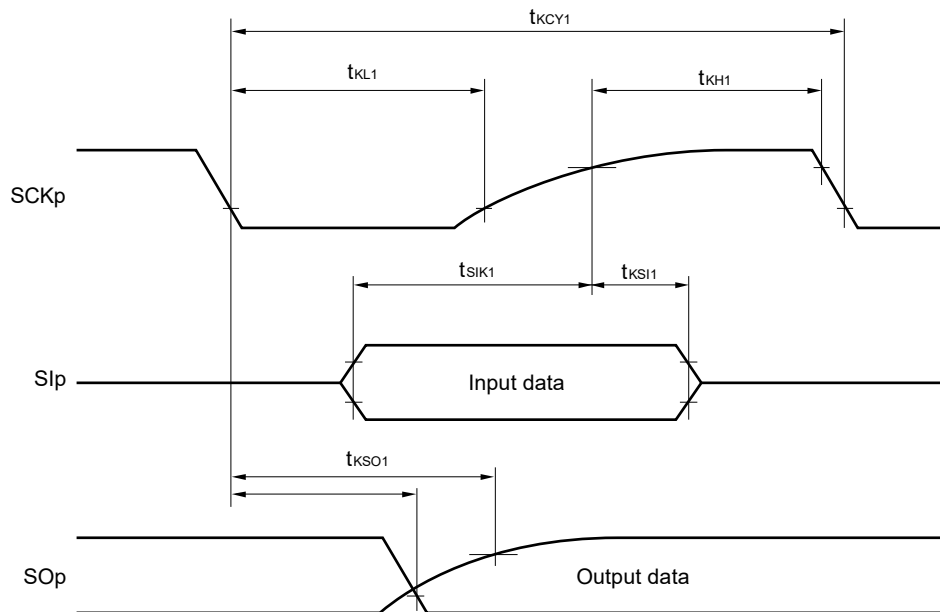 tKCY1
tKL1
tKH1
SCKp
tSIK1
tKSI1
SIp
Input data
tKSO1
SOp
Output data